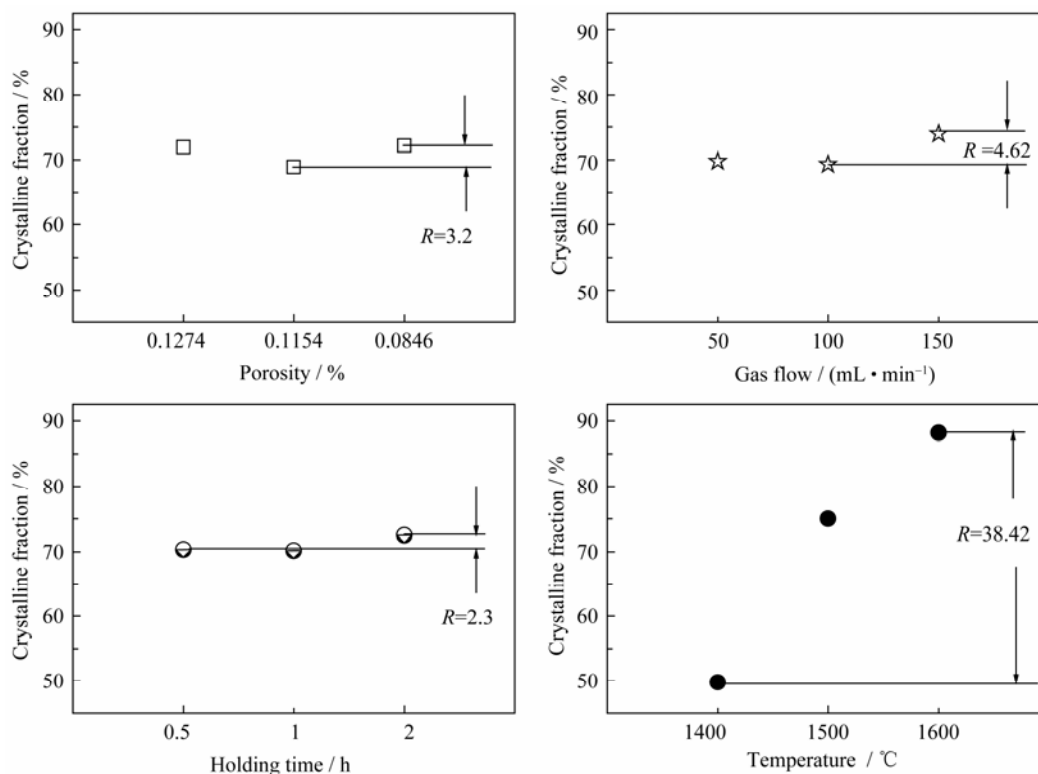 Crystalline fraction / %
90
80
70
60
50
R=3.2
0.1274
0.1154
0.0846
Porosity / %
Crystalline fraction / %
90
80
70
60
50
R =4.62
50
100
150
Gas flow / (mL • min⁻¹)
Crystalline fraction / %
90
80
70
60
50
R=2.3
0.5
1
2
Holding time / h
Crystalline fraction / %
90
80
70
60
50
R=38.42
1400
1500
1600
Temperature / ℃